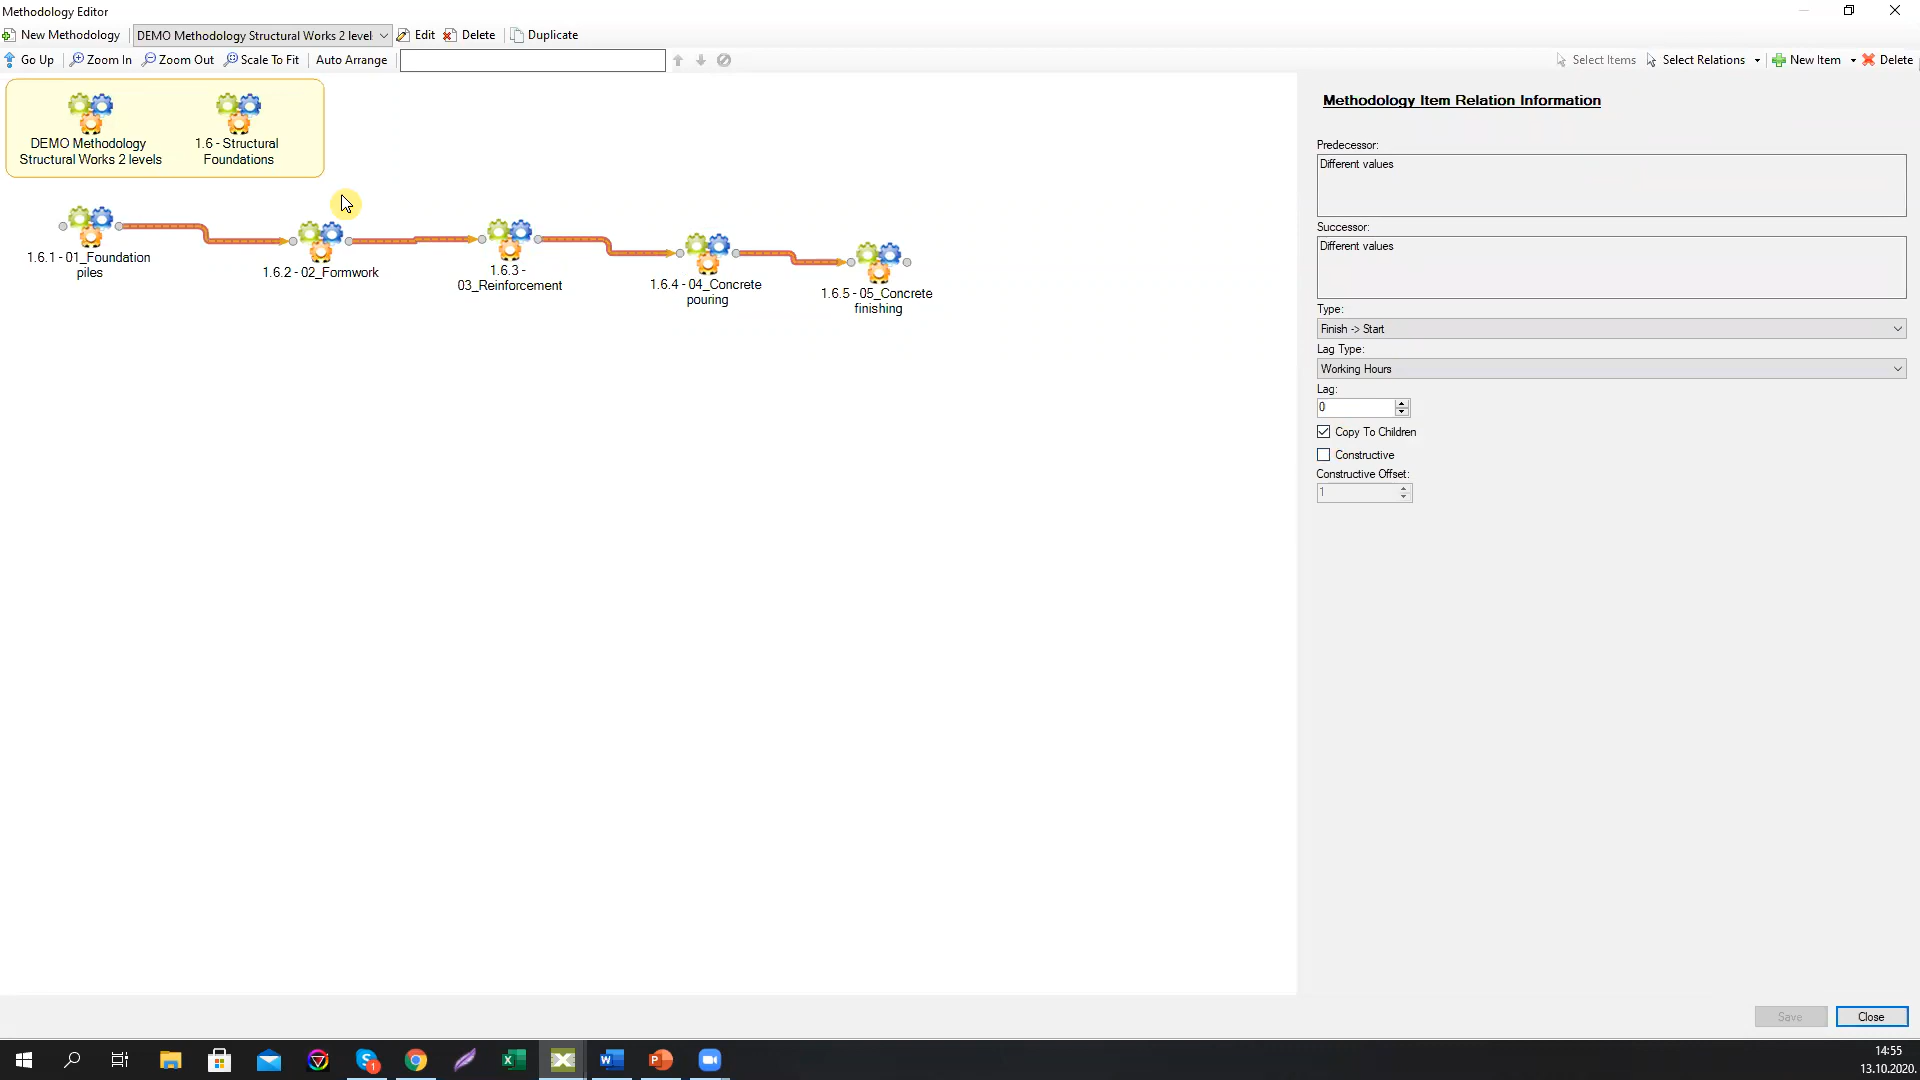 Methodology Editor
New Methodology DEMO Methodology Structural Works 2 level Edit Delete Duplicate
Go Up Zoom In Zoom Out Scale To Fit Auto Arrange Select Items Select Relations New Item Delete
DEMO Methodology
Structural Works 2 levels
1.6 - Structural
Foundations
1.6.1 - 01_Foundation
piles
1.6.2 - 02_Formwork
1.6.3 -
03_Reinforcement
1.6.4 - 04_Concrete
pouring
1.6.5 - 05_Concrete
finishing
Methodology Item Relation Information
Predecessor:
Different values
Successor:
Different values
Type:
Finish -> Start
Lag Type:
Working Hours
Lag:
0
Copy To Children
Constructive
Constructive Offset:
1
Save Close
14:55
13.10.2020.